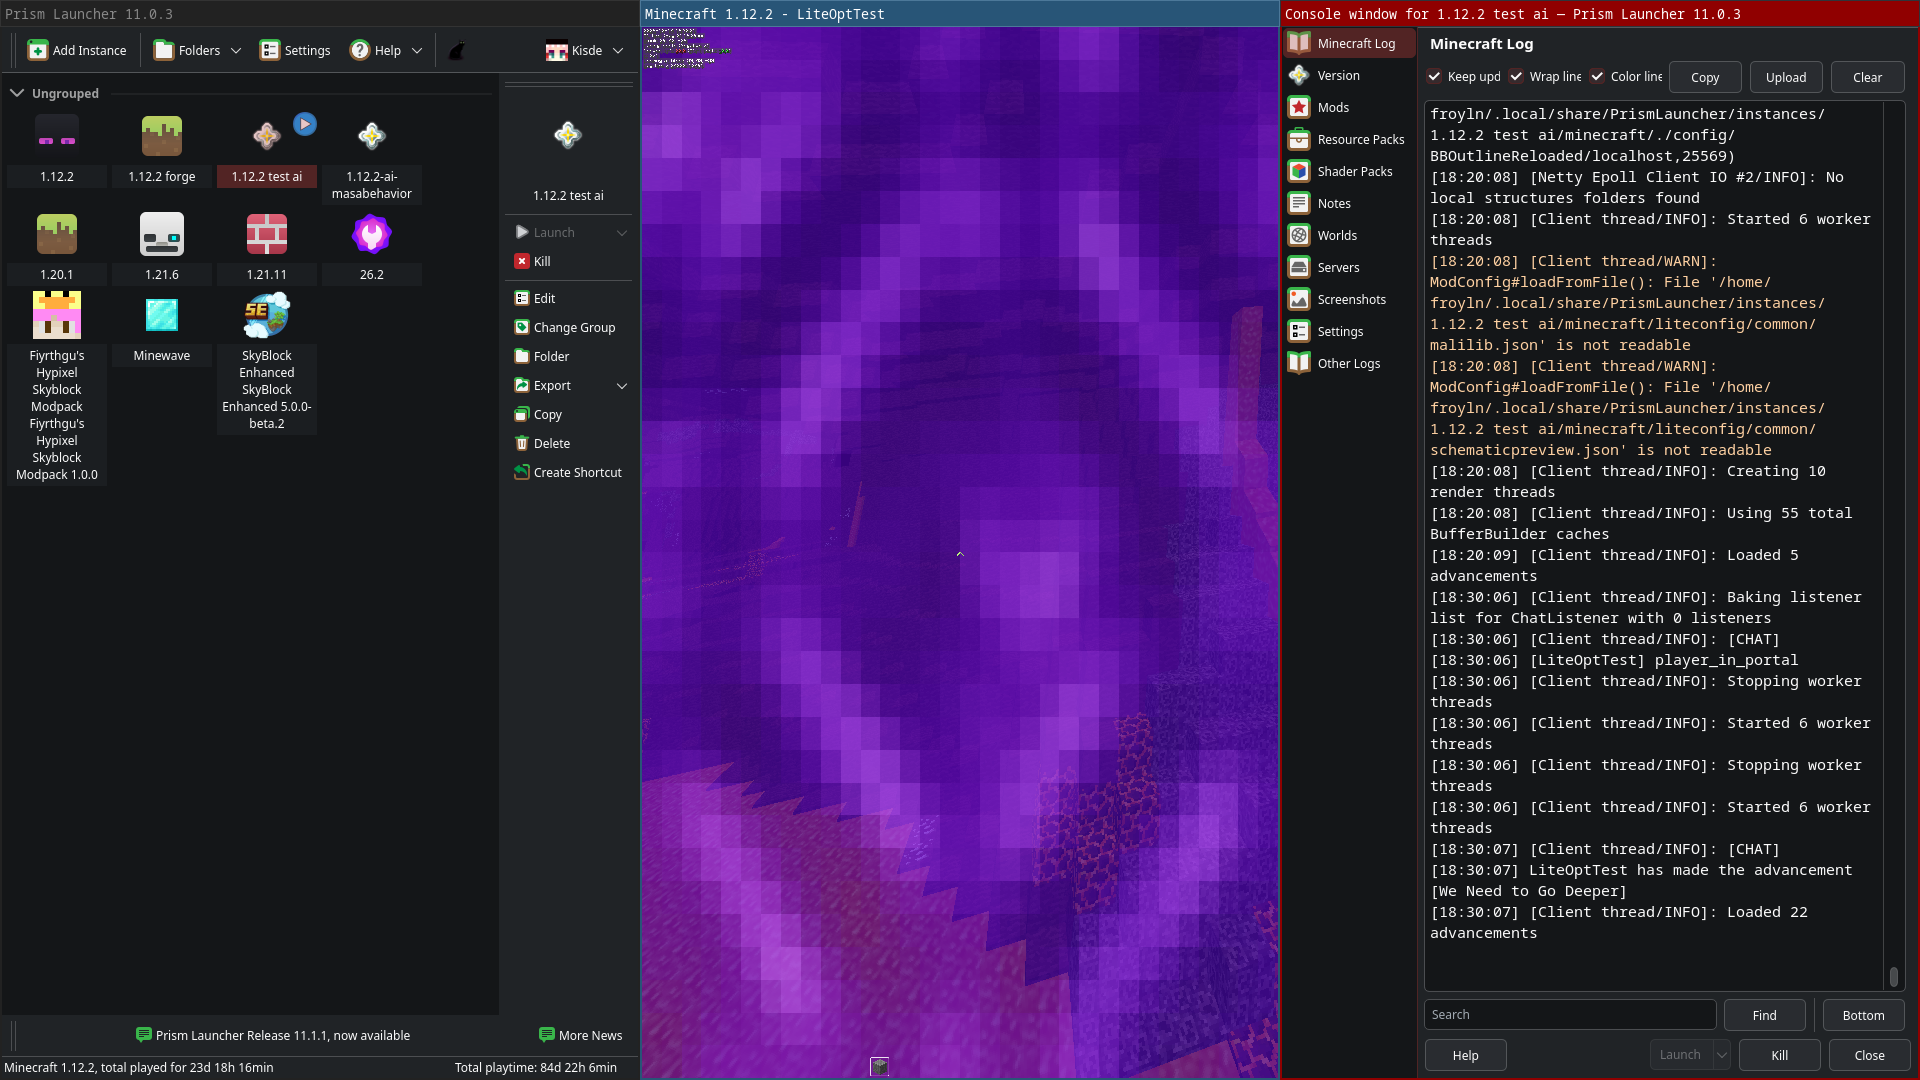 Prism Launcher 11.0.3
Add Instance
Folders
Settings
Help
Kisde
Ungrouped
1.12.2
1.12.2 forge
1.12.2 test ai
1.12.2-ai-
masabehavior
1.20.1
1.21.6
1.21.11
26.2
Fiyrthgu's
Hypixel
Skyblock
Modpack
Fiyrthgu's
Hypixel
Skyblock
Modpack 1.0.0
Minewave
SkyBlock
Enhanced
SkyBlock
Enhanced 5.0.0-
beta.2
1.12.2 test ai
Launch
Kill
Edit
Change Group
Folder
Export
Copy
Delete
Create Shortcut
Prism Launcher Release 11.1.1, now available
More News
Minecraft 1.12.2, total played for 23d 18h 16min
Total playtime: 84d 22h 6min
Minecraft 1.12.2 - LiteOptTest
Console window for 1.12.2 test ai — Prism Launcher 11.0.3
Minecraft Log
Version
Mods
Resource Packs
Shader Packs
Notes
Worlds
Servers
Screenshots
Settings
Other Logs
Minecraft Log
Keep upd
Wrap line
Color line
Copy
Upload
Clear
froyln/.local/share/PrismLauncher/instances/
1.12.2 test ai/minecraft/./config/
BBOutlineReloaded/localhost,25569)
[18:20:08] [Netty Epoll Client IO #2/INFO]: No
local structures folders found
[18:20:08] [Client thread/INFO]: Started 6 worker
threads
[18:20:08] [Client thread/WARN]:
ModConfig#loadFromFile(): File '/home/
froyln/.local/share/PrismLauncher/instances/
1.12.2 test ai/minecraft/liteconfig/common/
malilib.json' is not readable
[18:20:08] [Client thread/WARN]:
ModConfig#loadFromFile(): File '/home/
froyln/.local/share/PrismLauncher/instances/
1.12.2 test ai/minecraft/liteconfig/common/
schematicpreview.json' is not readable
[18:20:08] [Client thread/INFO]: Creating 10
render threads
[18:20:08] [Client thread/INFO]: Using 55 total
BufferBuilder caches
[18:20:09] [Client thread/INFO]: Loaded 5
advancements
[18:30:06] [Client thread/INFO]: Baking listener
list for ChatListener with 0 listeners
[18:30:06] [Client thread/INFO]: [CHAT]
[18:30:06] [LiteOptTest] player_in_portal
[18:30:06] [Client thread/INFO]: Stopping worker
threads
[18:30:06] [Client thread/INFO]: Started 6 worker
threads
[18:30:06] [Client thread/INFO]: Stopping worker
threads
[18:30:06] [Client thread/INFO]: Started 6 worker
threads
[18:30:07] [Client thread/INFO]: [CHAT]
[18:30:07] LiteOptTest has made the advancement
[We Need to Go Deeper]
[18:30:07] [Client thread/INFO]: Loaded 22
advancements
Search
Find
Bottom
Help
Launch
Kill
Close